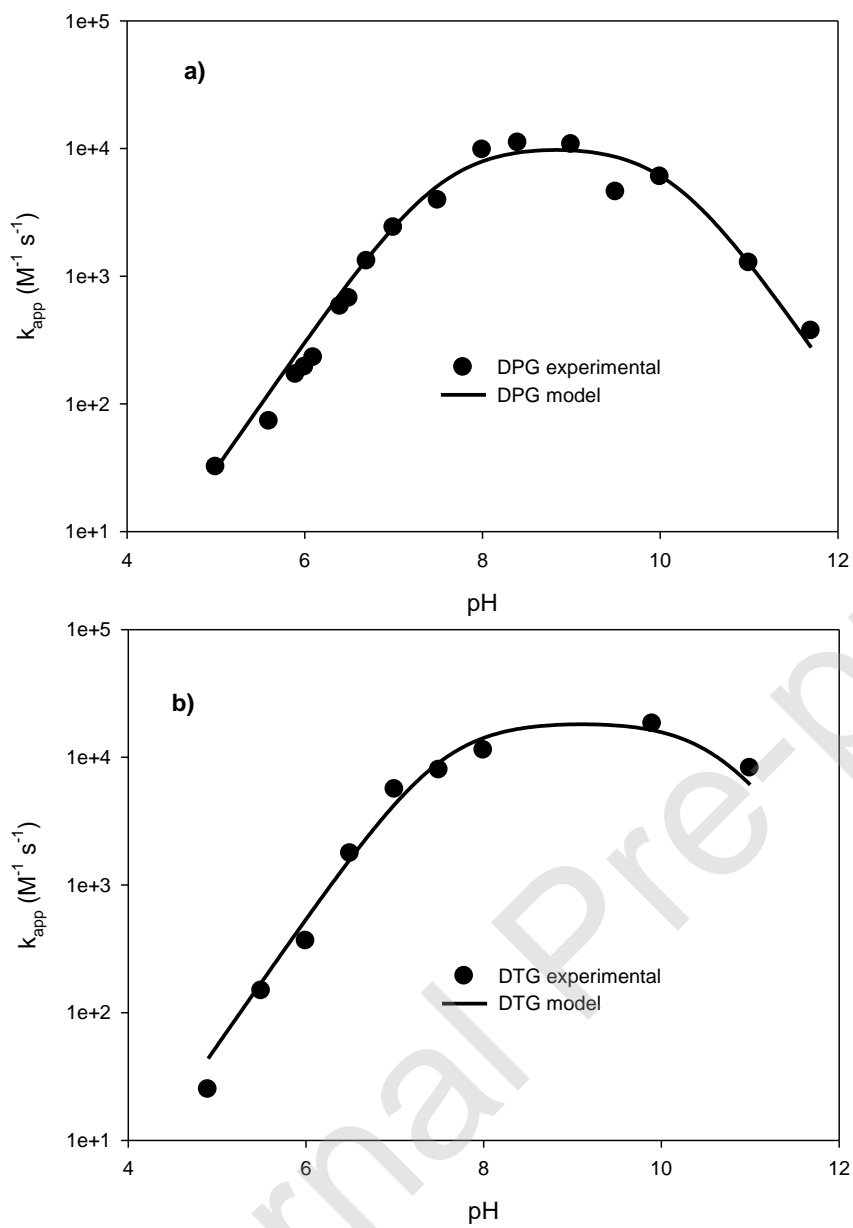 1e+5
a)
1e+4
1e+3
1e+2
1e+1
k_app (M^-1 s^-1)
DPG experimental
DPG model
4 6 8 10 12
pH
1e+5
b)
1e+4
1e+3
1e+2
1e+1
k_app (M^-1 s^-1)
DTG experimental
DTG model
4 6 8 10 12
pH
rnal Pre-p